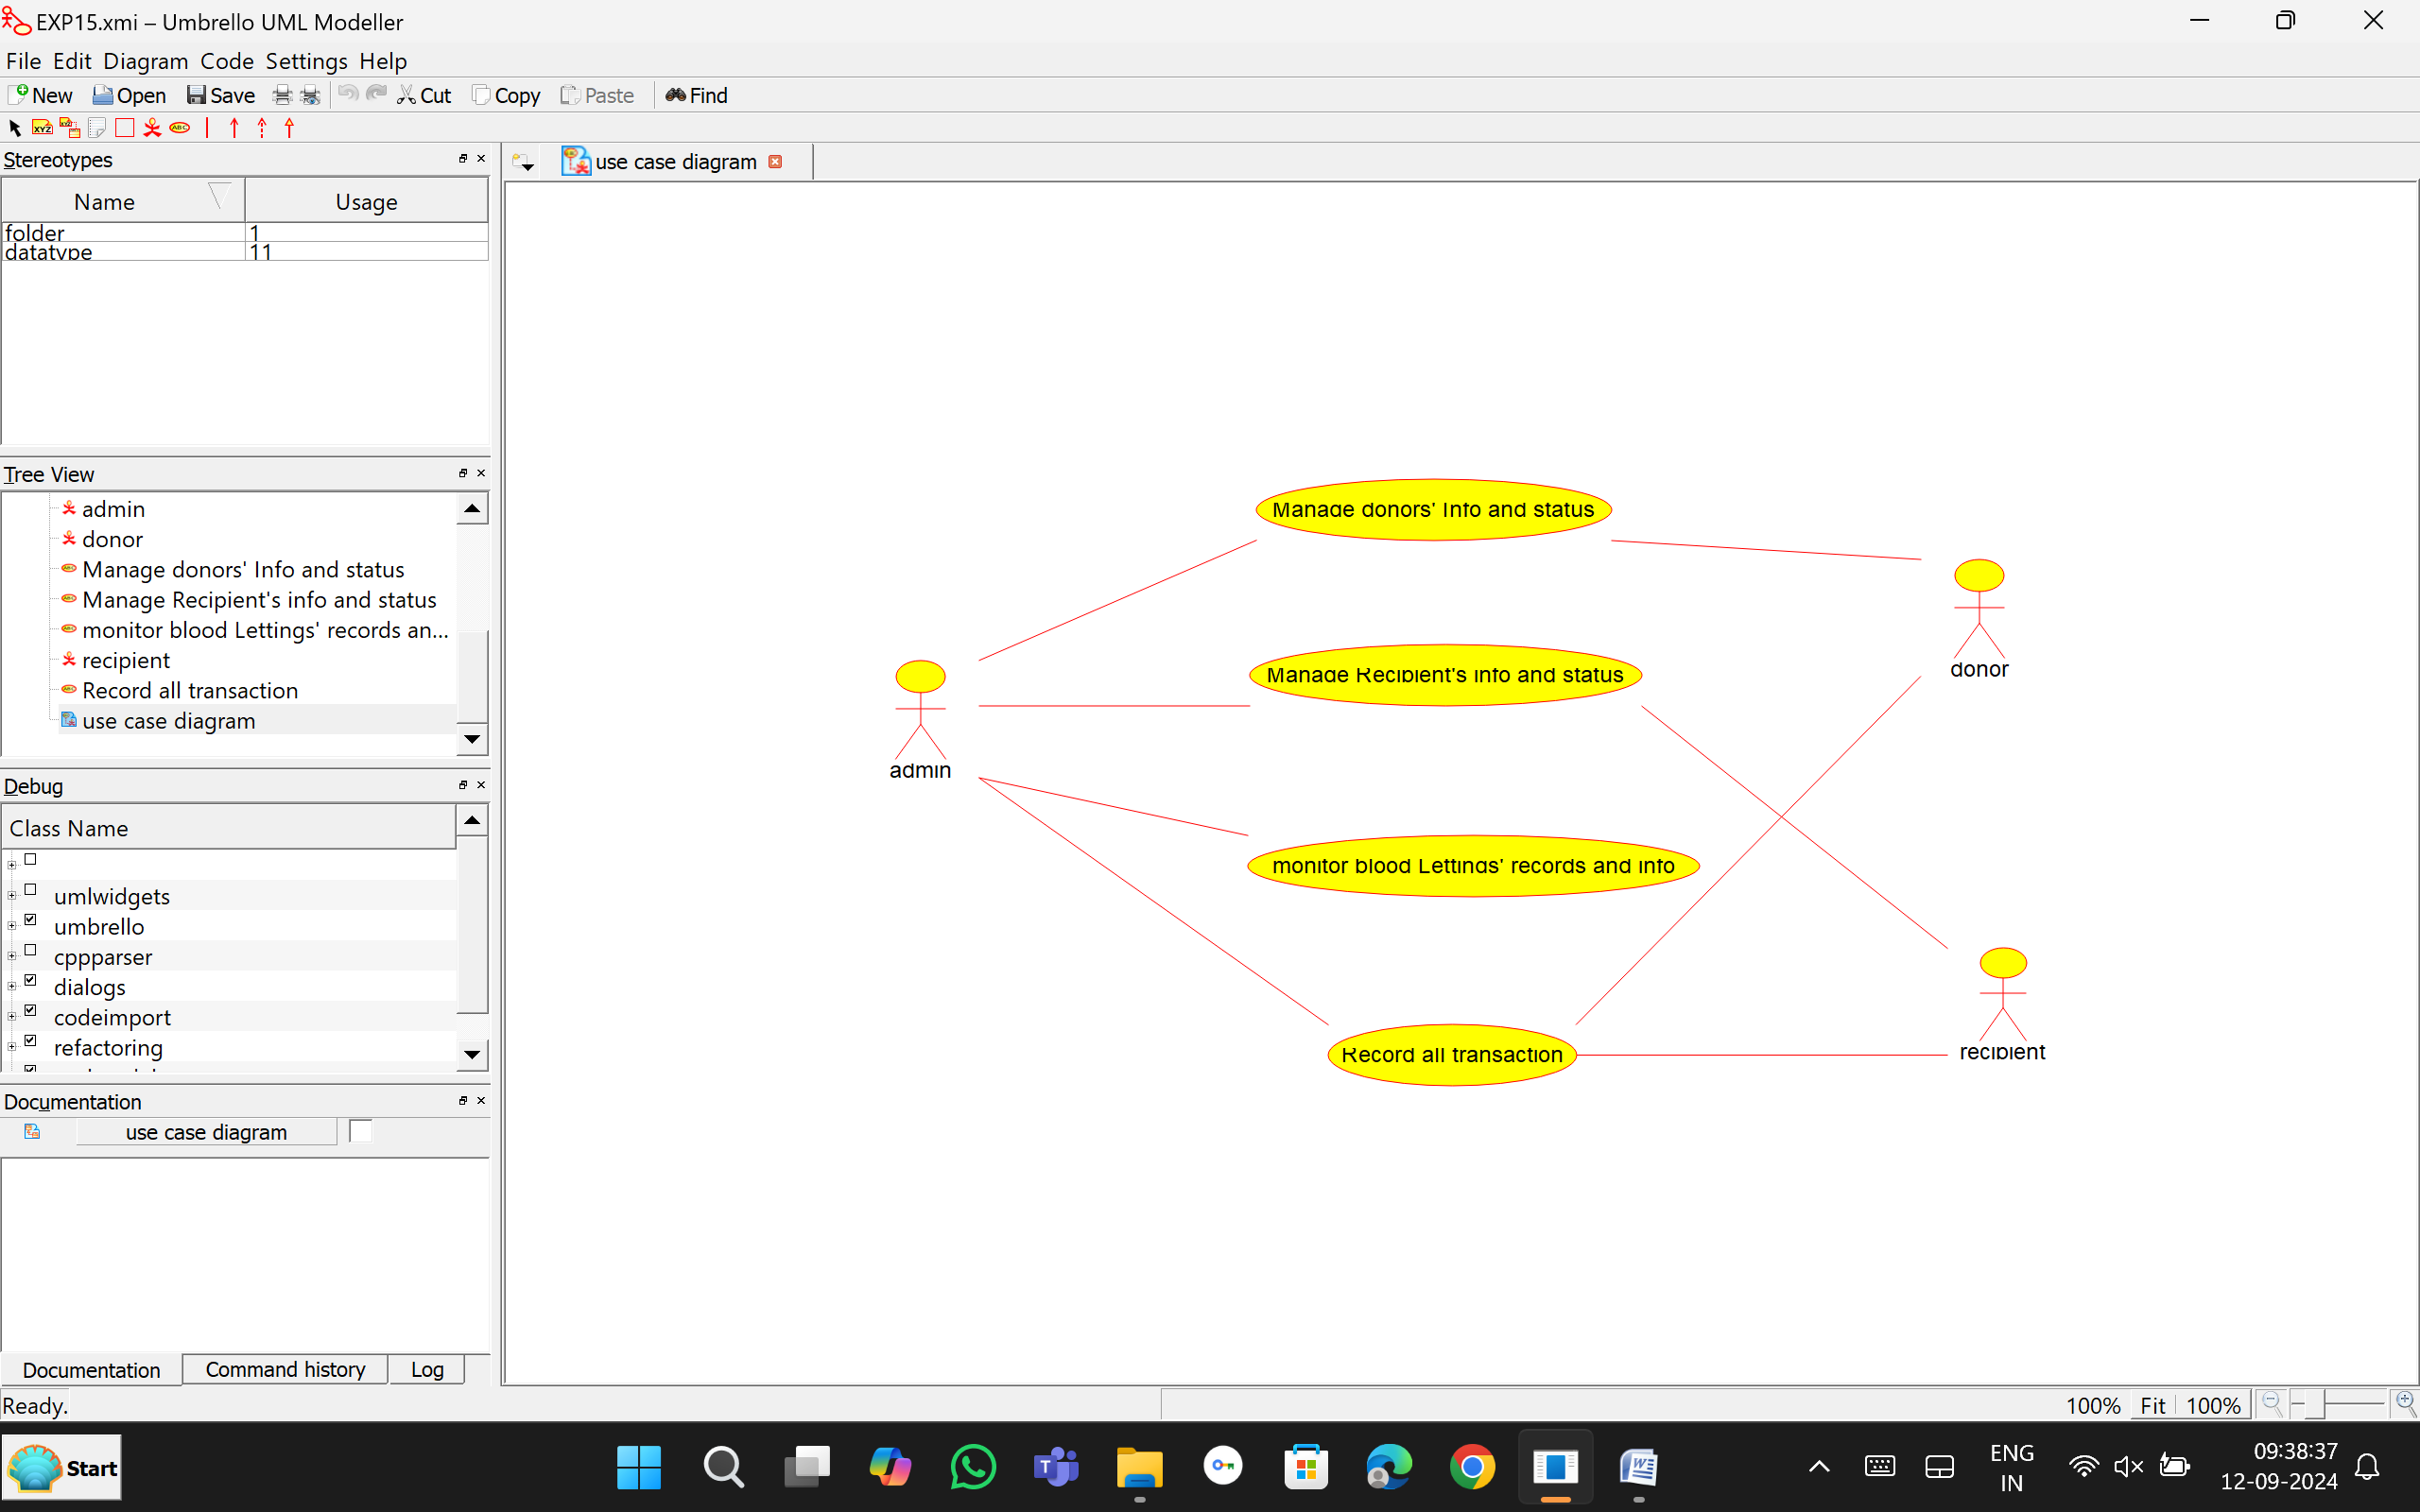 EXP15.xmi – Umbrello UML Modeller
File Edit Diagram Code Settings Help
New Open Save Cut Copy Paste Find
Stereotypes
Name Usage
folder 1
datatype 11
Tree View
admin
donor
Manage donors' Info and status
Manage Recipient's info and status
monitor blood Lettings' records an...
recipient
Record all transaction
use case diagram
Debug
Class Name
umlwidgets
umbrello
cppparser
dialogs
codeimport
refactoring
Documentation
use case diagram
Documentation Command history Log
Ready.
use case diagram
Manage donors' Info and status
donor
Manage Recipient's info and status
admin
monitor blood Lettings' records and info
Record all transaction
recipient
100% Fit 100%
Start
ENG
IN
09:38:37
12-09-2024